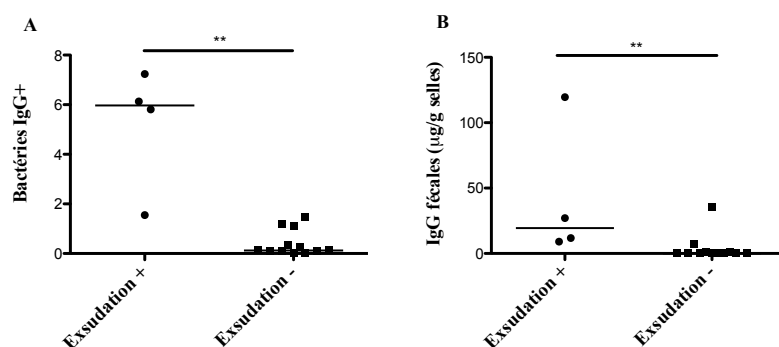 A
**
Bactéries IgG+
8
6
4
2
0
Exsudation +
Exsudation -
B
**
IgG fécales (µg/g selles)
150
100
50
0
Exsudation +
Exsudation -